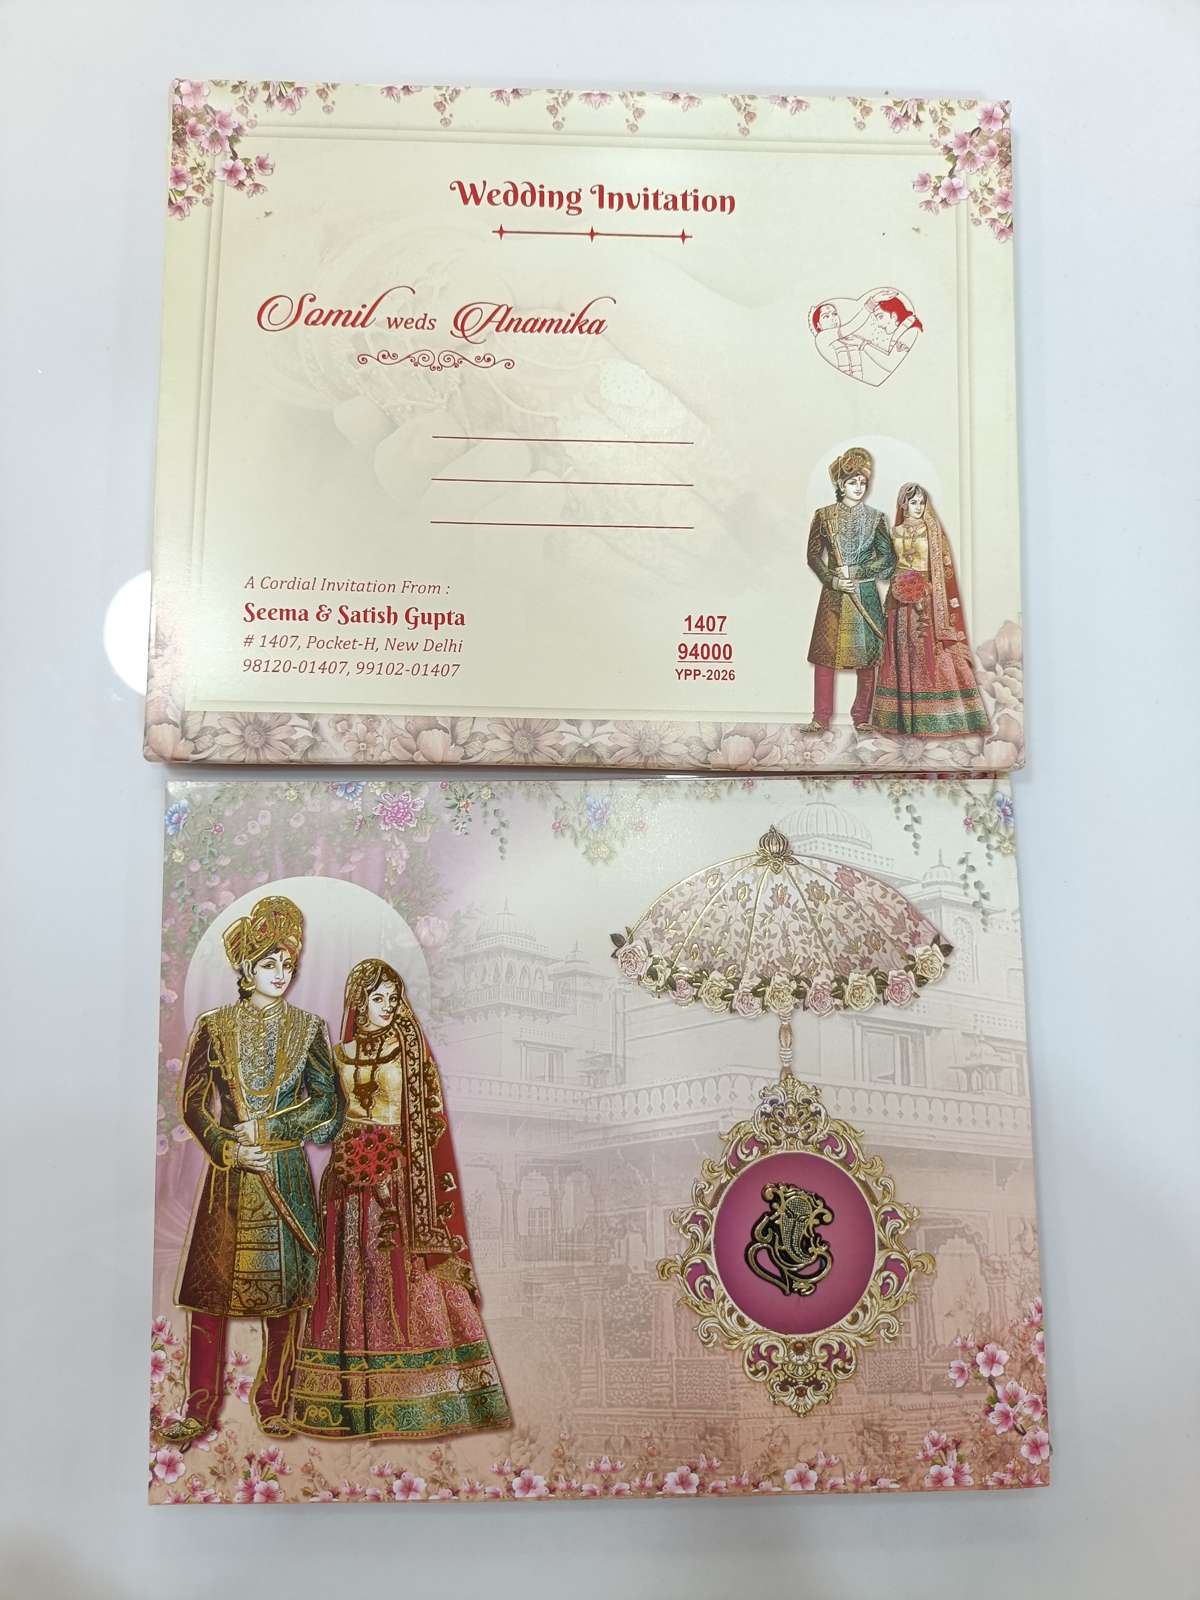 Wedding Invitation
Somil weds Anamika
A Cordial Invitation From :
Seema & Satish Gupta
# 1407, Pocket-H, New Delhi
98120-01407, 99102-01407
1407
94000
YPP-2026